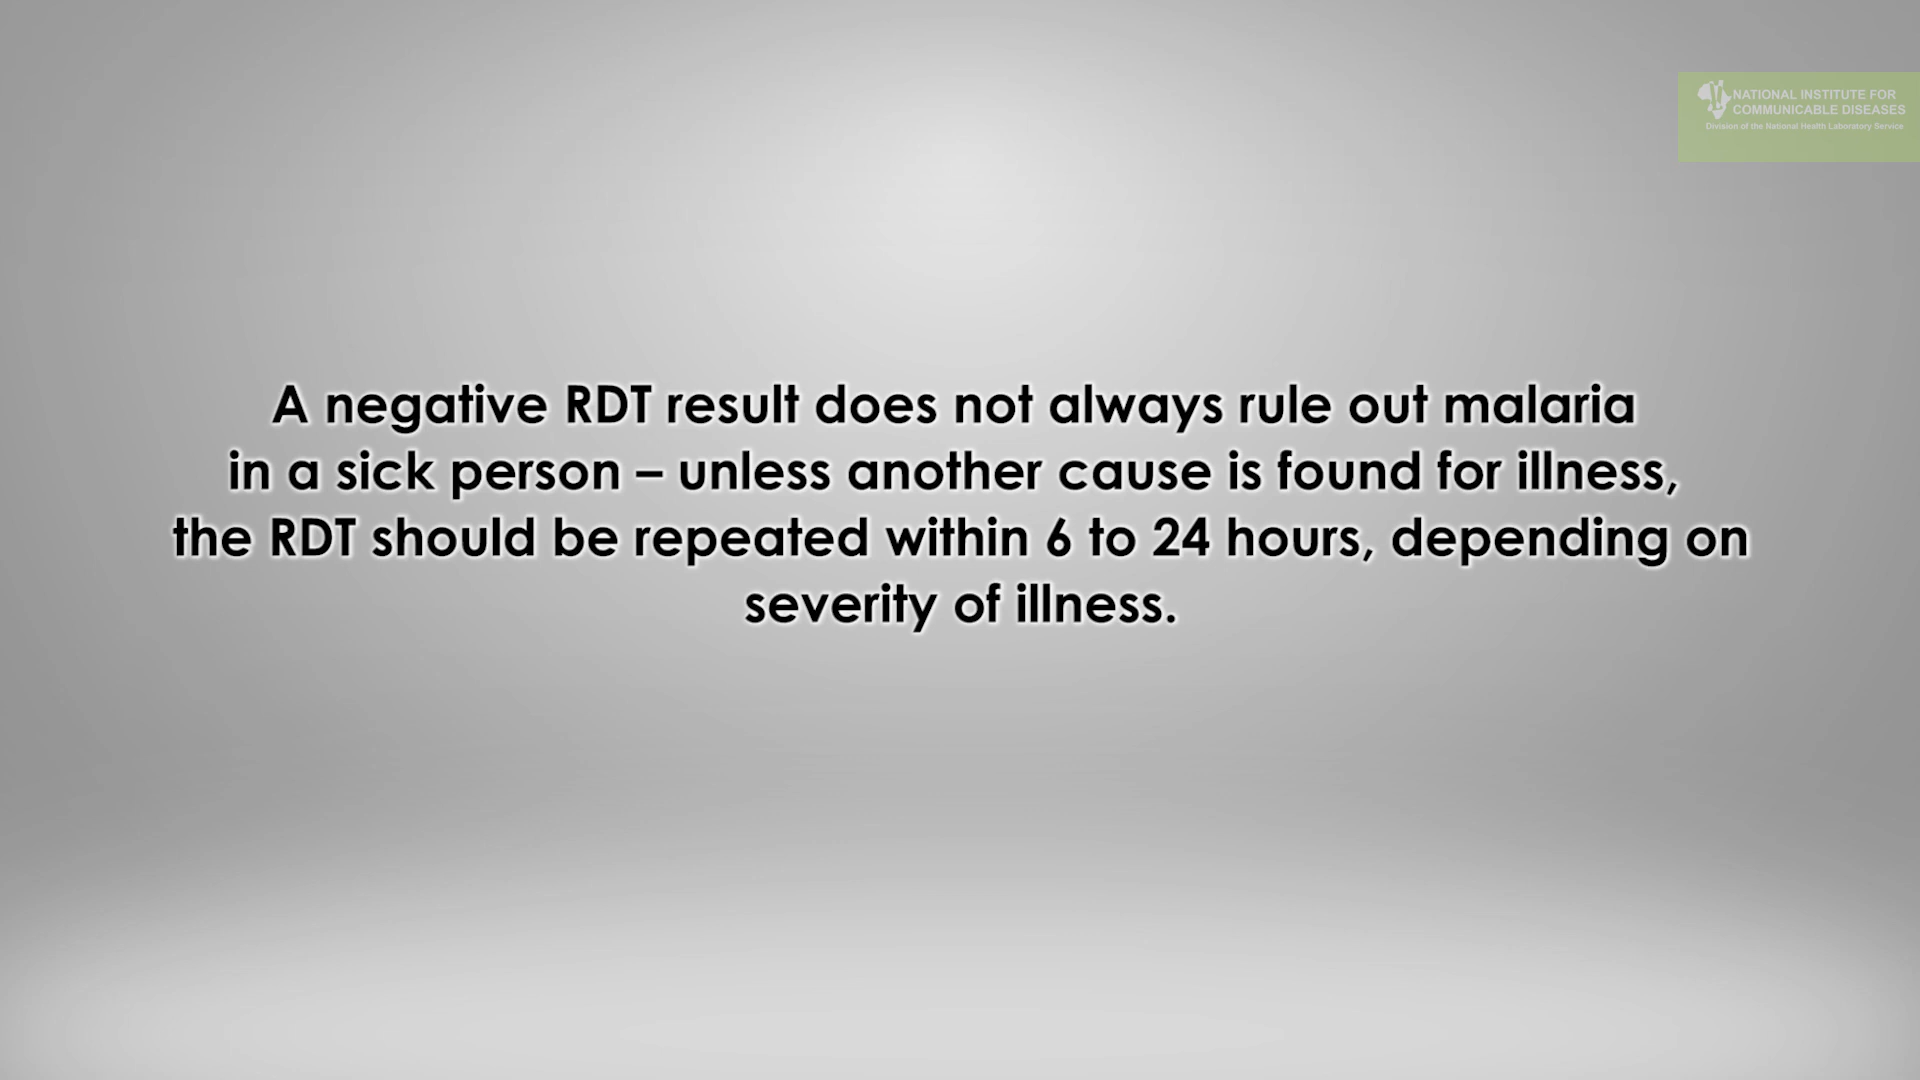 NATIONAL INSTITUTE FOR
COMMUNICABLE DISEASES
Division of the National Health Laboratory Service
A negative RDT result does not always rule out malaria
in a sick person – unless another cause is found for illness,
the RDT should be repeated within 6 to 24 hours, depending on
severity of illness.